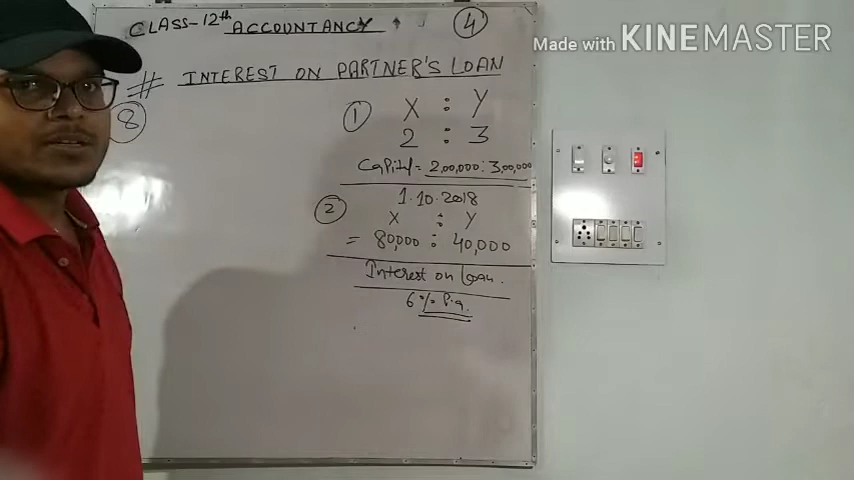 CLASS-12th ACCOUNTANCY
4
Made with KINEMASTER
# INTEREST ON PARTNER'S LOAN
8
1 X : Y
2 : 3
Capital = 2,00,000 : 3,00,000
1.10.2018
2 X : Y
= 80,000 : 40,000
Interest on Loan.
6% P.a.